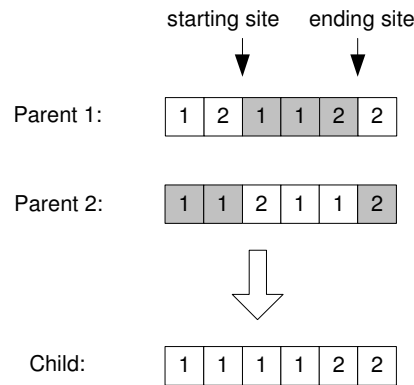 starting site ending site
Parent 1: 1 2 1 1 2 2
Parent 2: 1 1 2 1 1 2
Child: 1 1 1 1 2 2